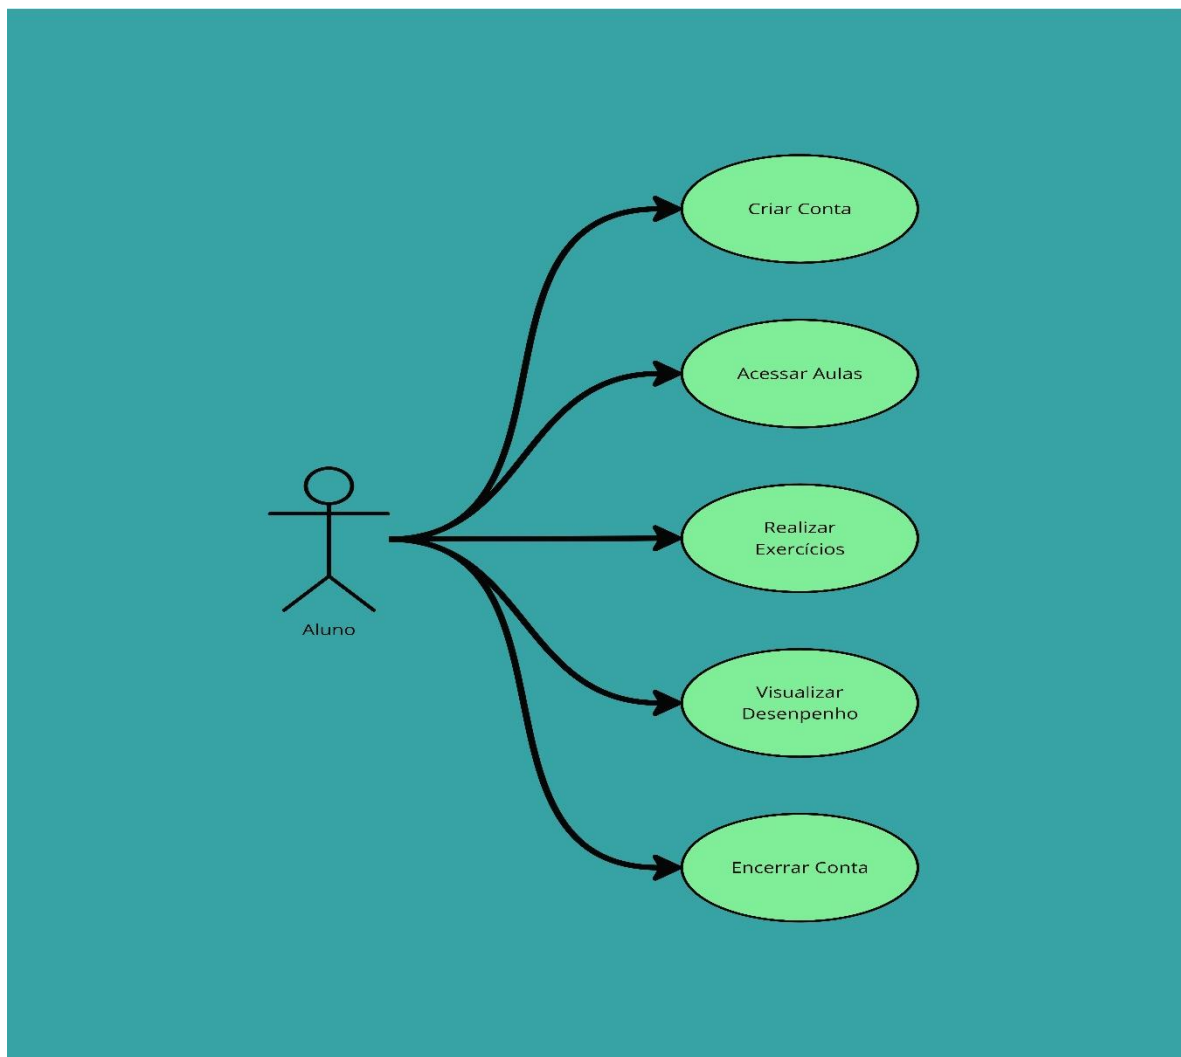 Criar Conta
Acessar Aulas
Realizar
Exercícios
Aluno
Visualizar
Desenpenho
Encerrar Conta